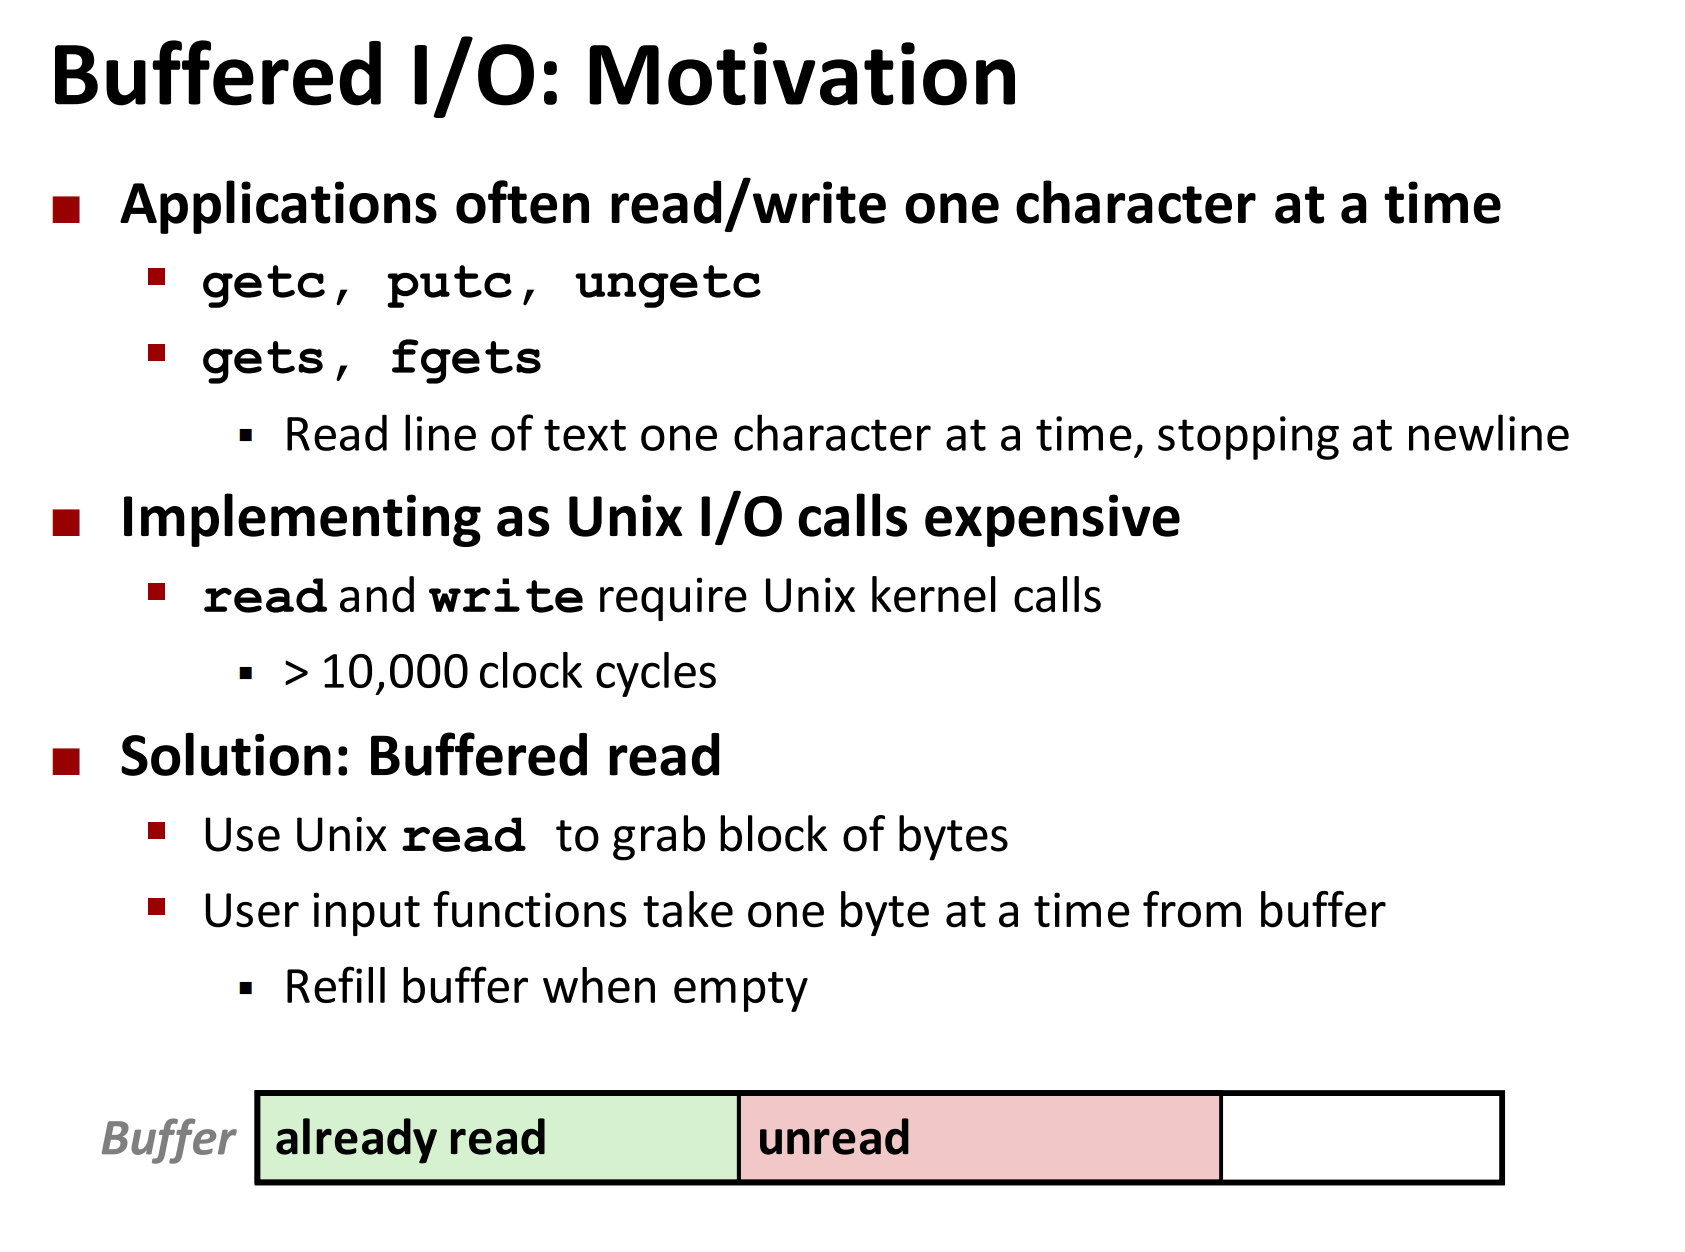 Buffered I/O: Motivation
Applications often read/write one character at a time
getc, putc, ungetc
gets, fgets
Read line of text one character at a time, stopping at newline
Implementing as Unix I/O calls expensive
read and write require Unix kernel calls
> 10,000 clock cycles
Solution: Buffered read
Use Unix read to grab block of bytes
User input functions take one byte at a time from buffer
Refill buffer when empty
Buffer already read unread